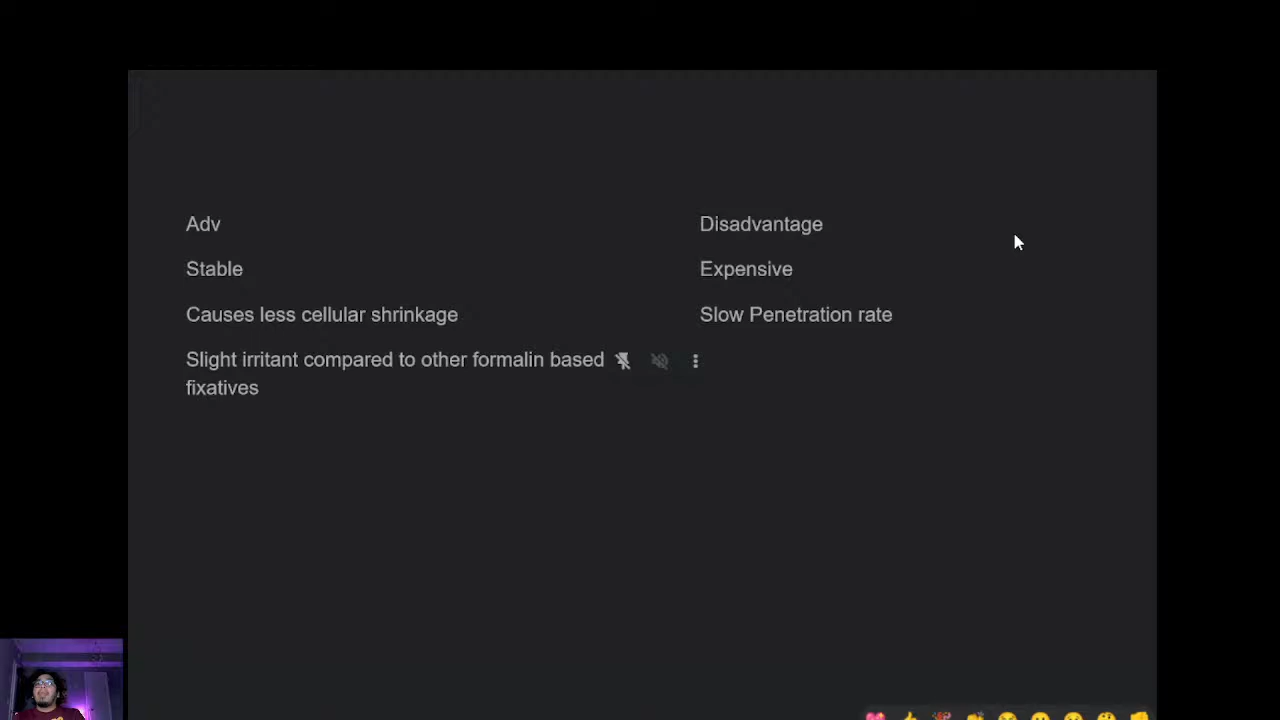 Adv
Disadvantage
Stable
Expensive
Causes less cellular shrinkage
Slow Penetration rate
Slight irritant compared to other formalin based
fixatives